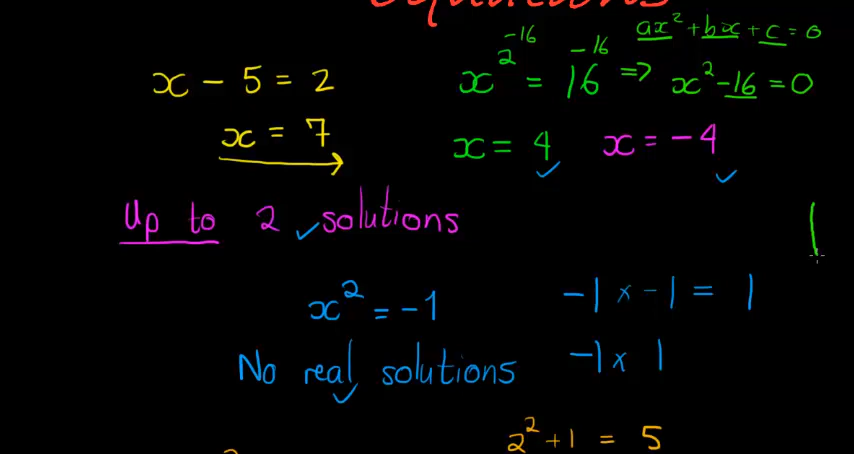 equations
ax² + bx + c = 0
x - 5 = 2
-16 -16
x² = 16 ⇒ x² - 16 = 0
x = 7
x = 4 x = -4
Up to 2 ✓ solutions
x² = -1
-1 × -1 = 1
No real solutions
-1 × 1
2² + 1 = 5